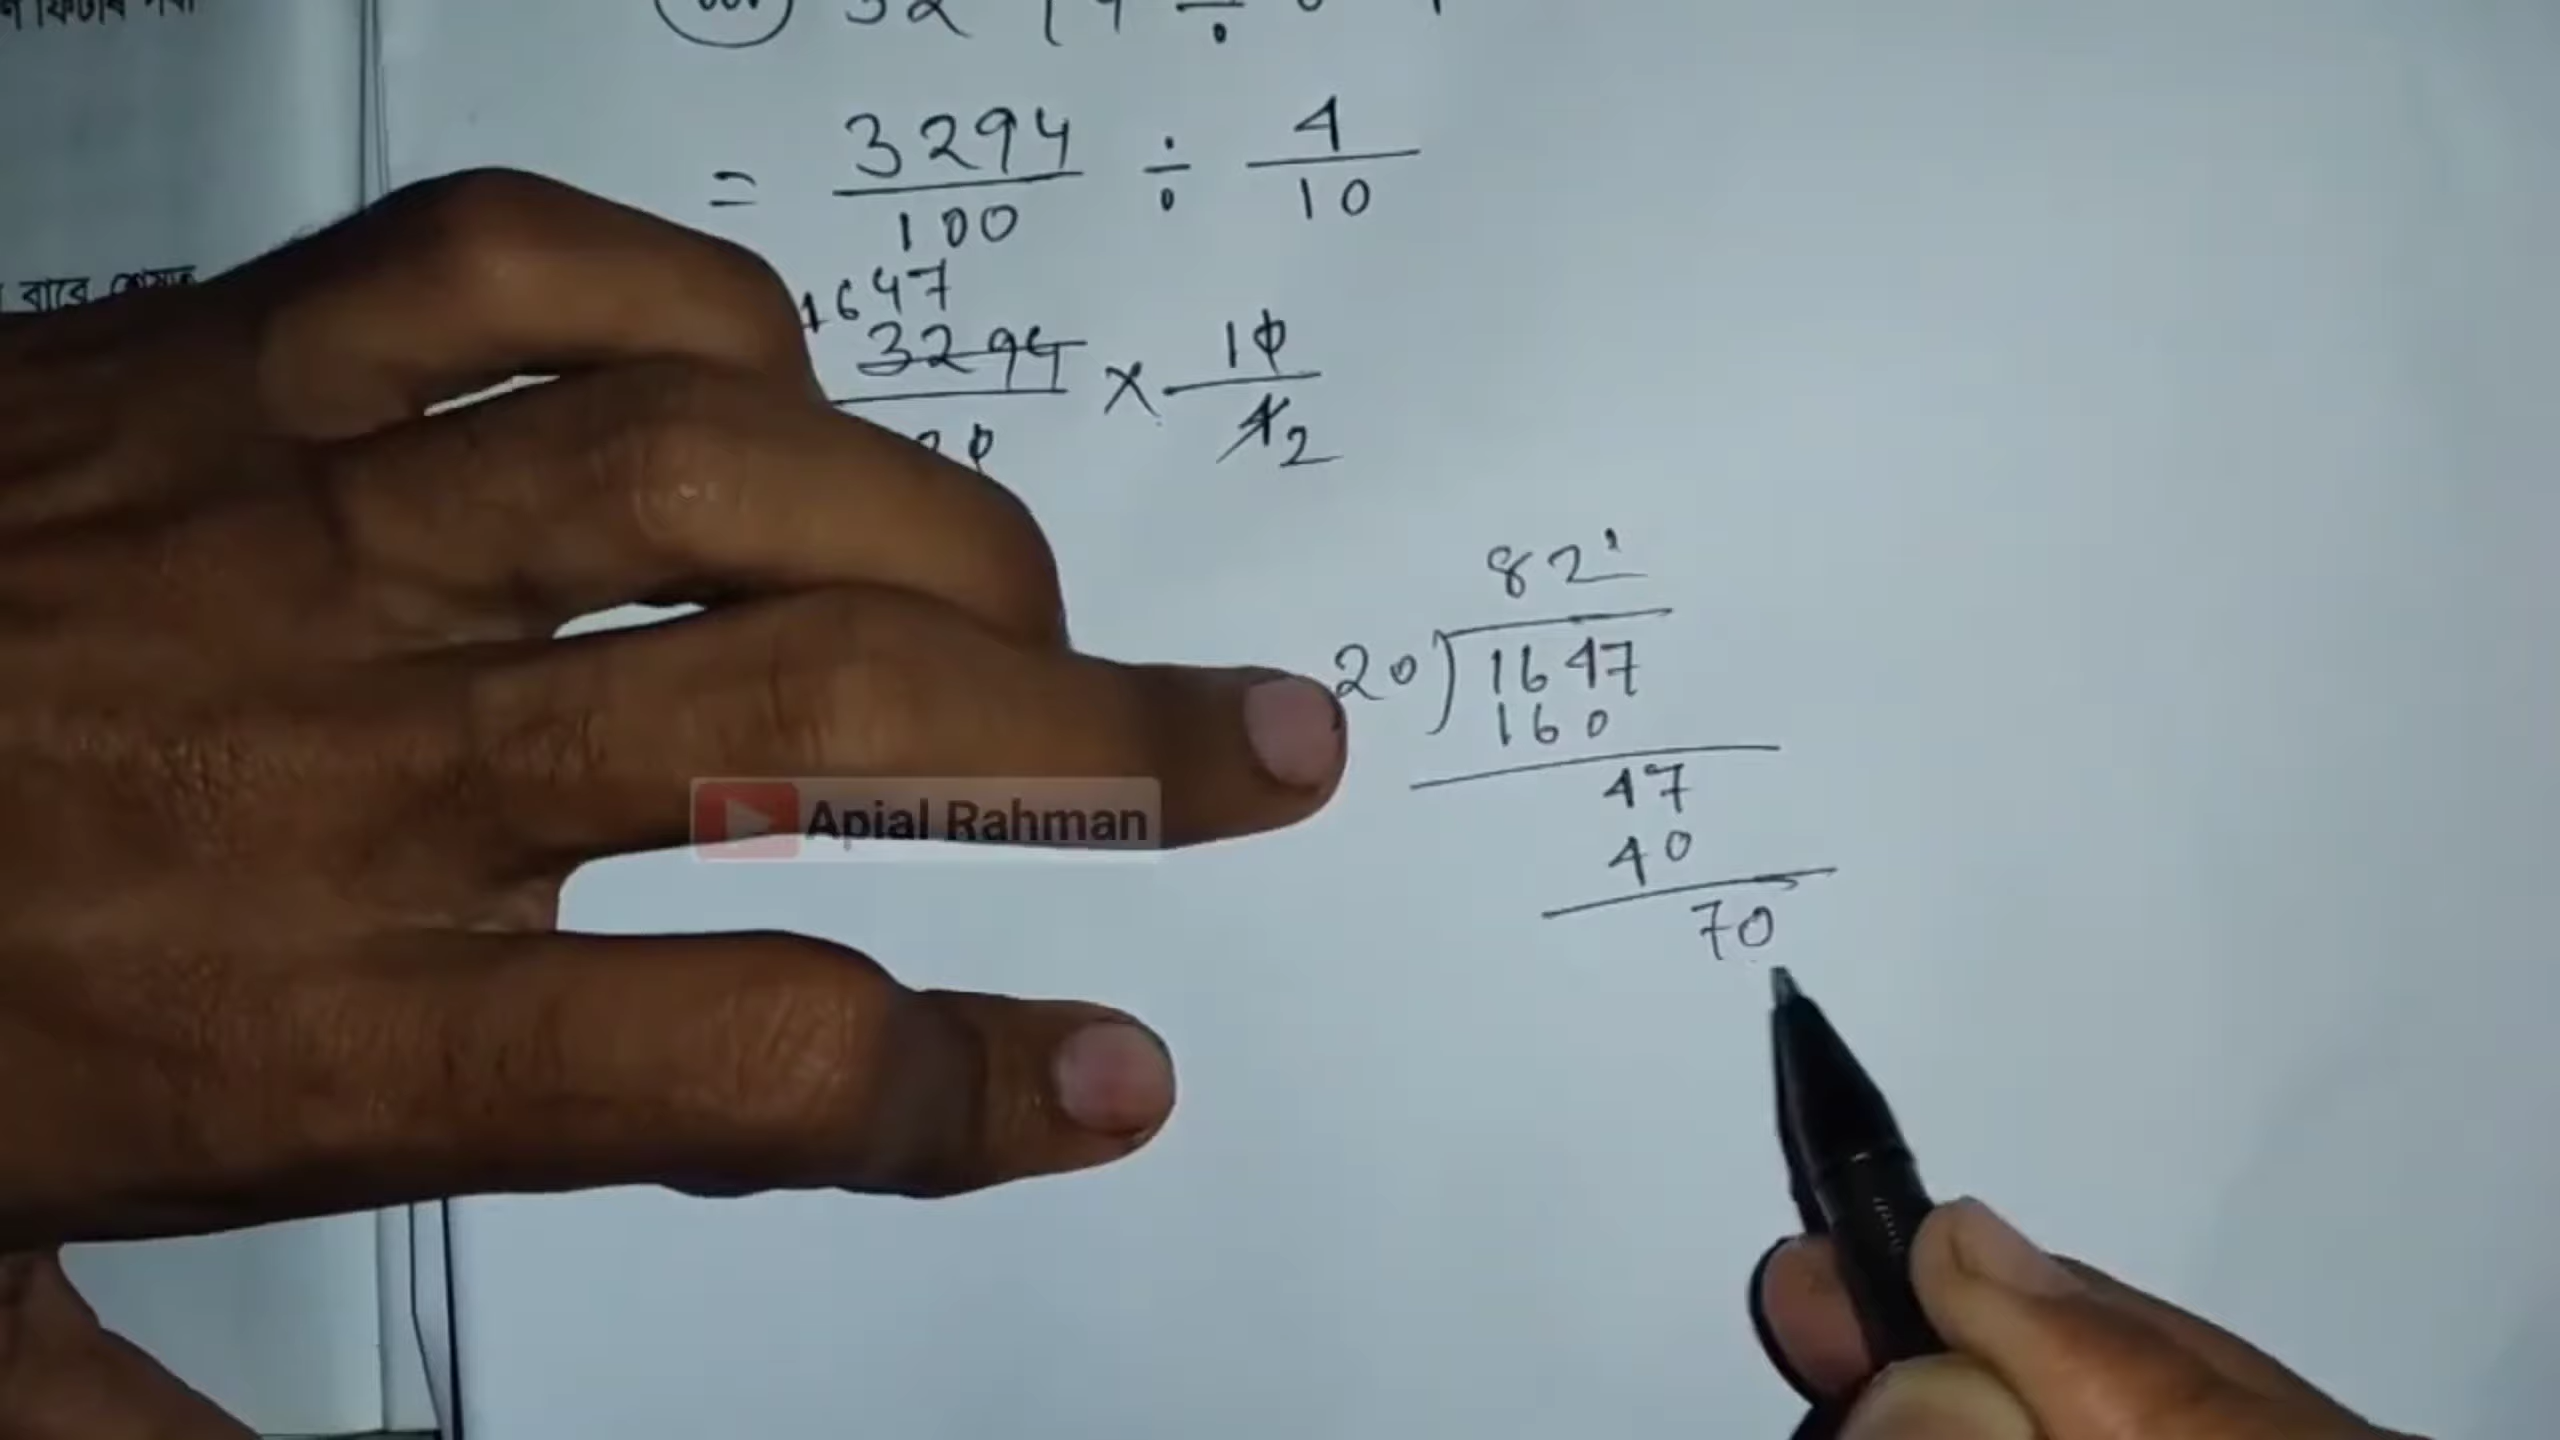 = 3294/100 ÷ 4/10
1647
3294 × 10/4 2
82'
20) 1647
160
47
40
70
Apial Rahman